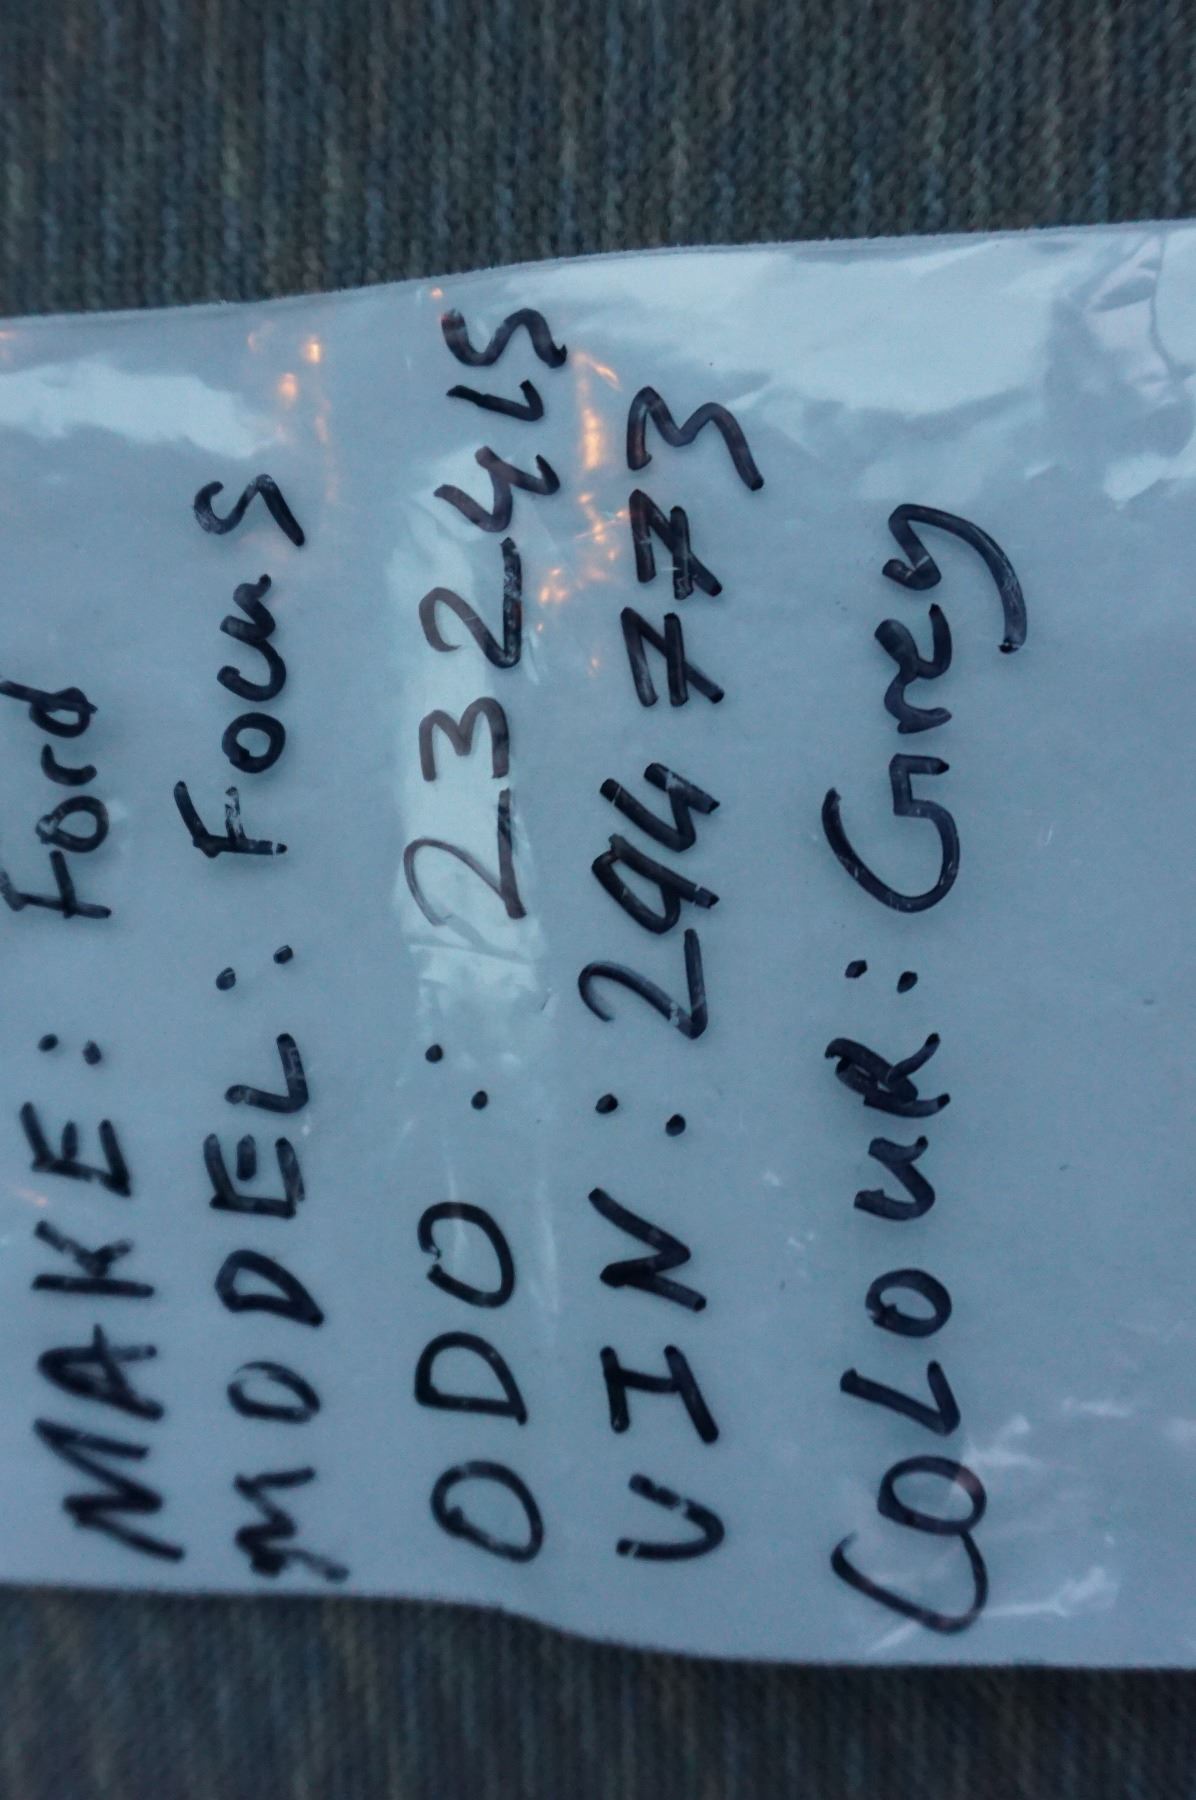 MAKE: Ford
MODEL: Focus
ODO: 232415
VIN: 294773
COLOUR: Grey